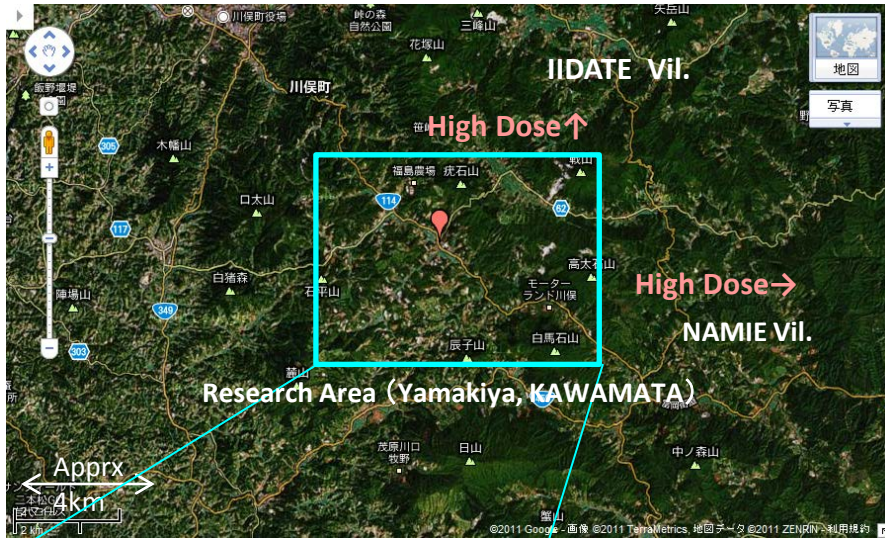 川俣町役場
峠の森
自然公園
三峰山
花塚山
IIDATE Vil.
地図
写真
飯野堰堤
川俣町
High Dose↑
305
木幡山
福島農場
疣石山
戦山
口太山
114
62
117
白猪森
石平山
高太石山
モーター
ランド川俣
High Dose→
陣場山
349
NAMIE Vil.
303
辰子山
白馬石山
麓山
Research Area (Yamakiya, KAWAMATA)
茂原川口
牧野
日山
中ノ森山
Apprx
4km
2 km
蟹山
©2011 Google - 画像 ©2011 TerraMetrics, 地図データ ©2011 ZENRIN - 利用規約